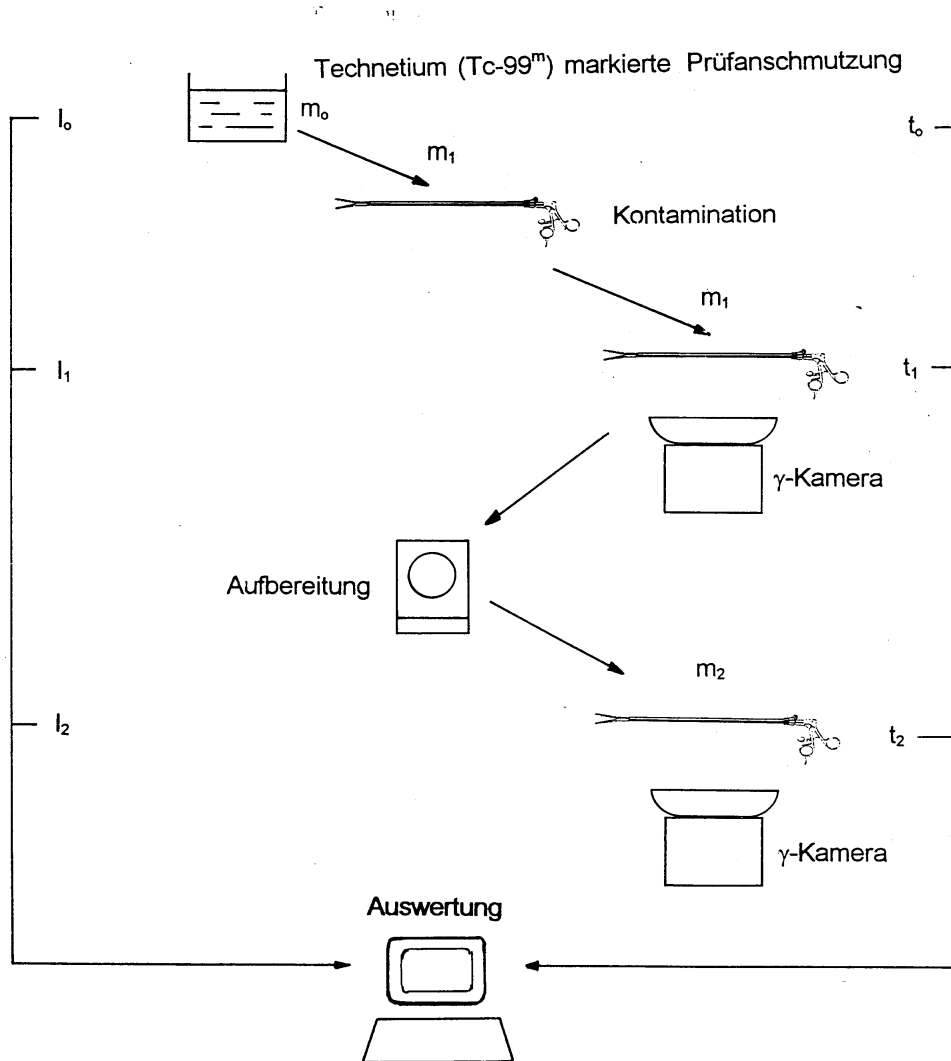 Technetium (Tc-99ᵐ) markierte Prüfanschmutzung
I₀
m₀
t₀
m₁
Kontamination
m₁
I₁
t₁
γ-Kamera
Aufbereitung
m₂
I₂
t₂
γ-Kamera
Auswertung